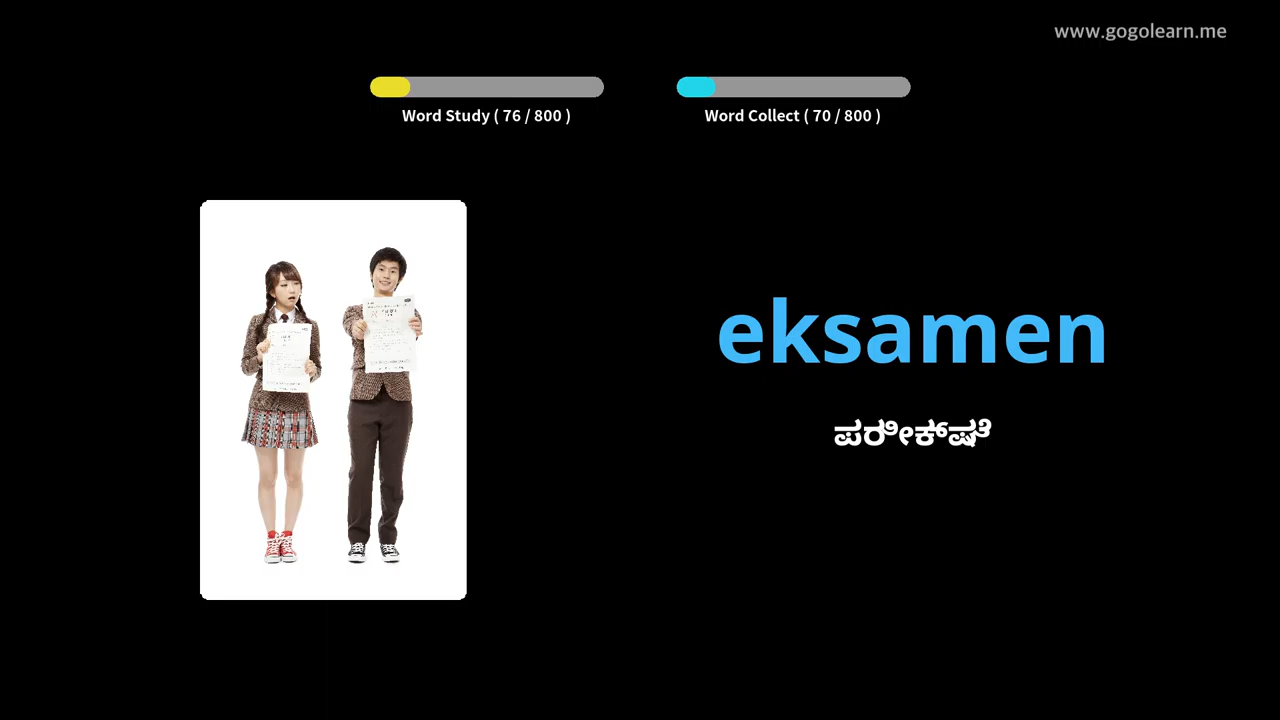 www.gogolearn.me
Word Study ( 76 / 800 )
Word Collect ( 70 / 800 )
eksamen
ಪರೀಕ್ಷೆ